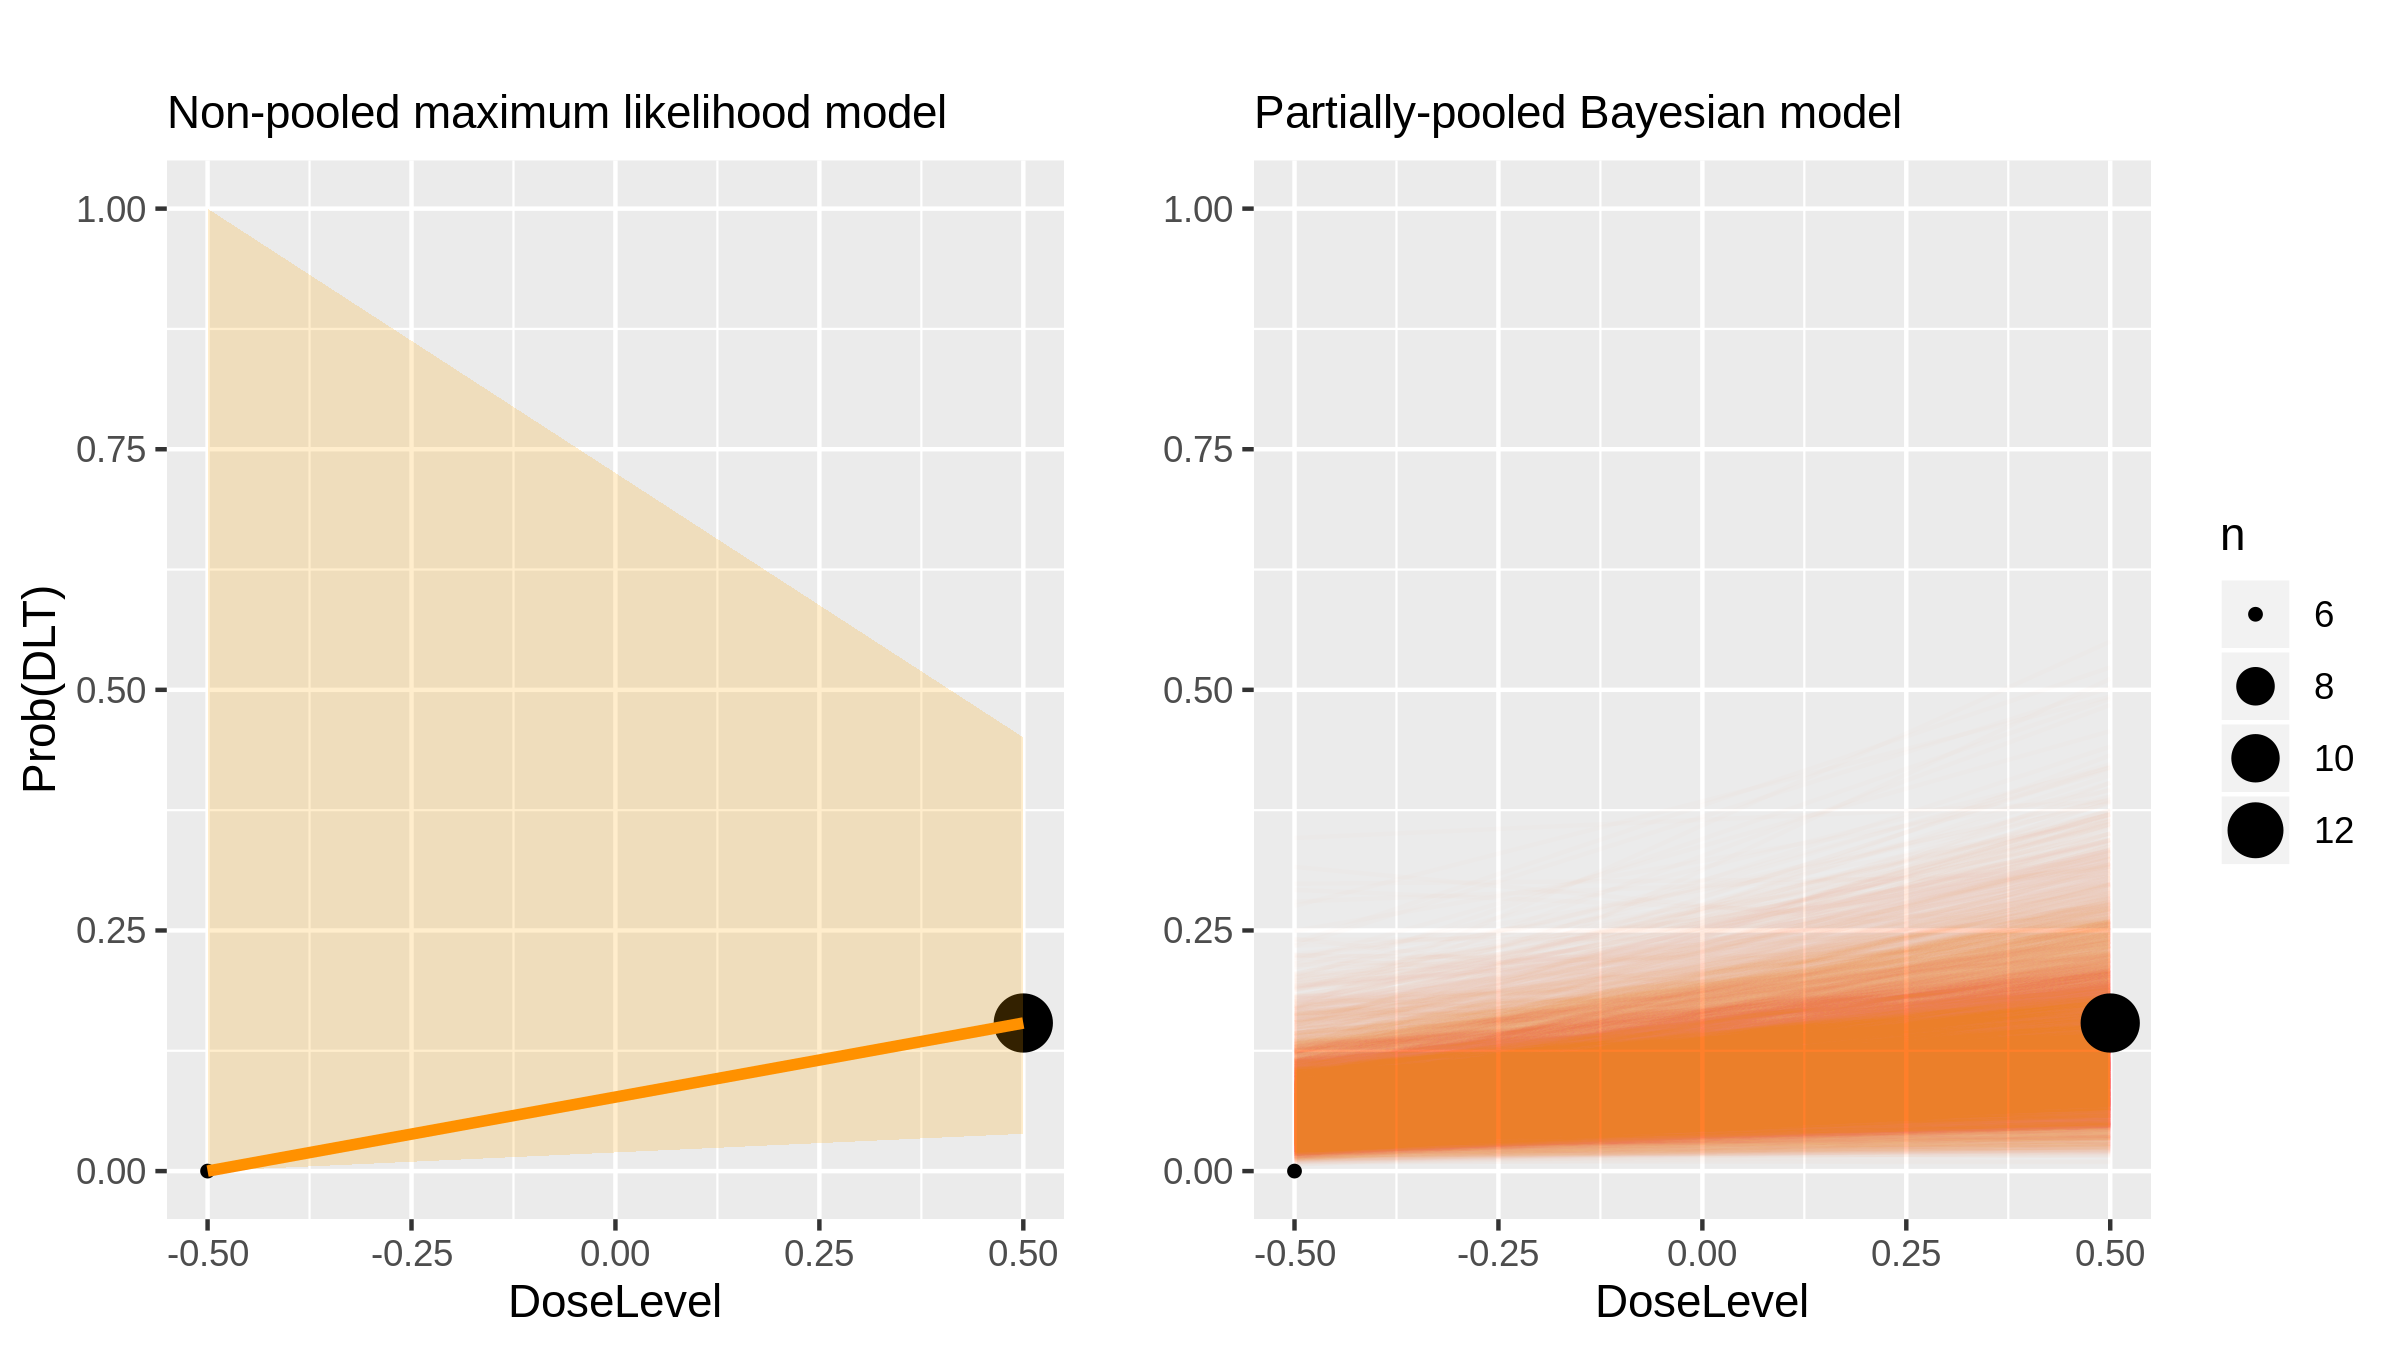 Non-pooled maximum likelihood model
Prob(DLT)
1.00
0.75
0.50
0.25
0.00
-0.50 -0.25 0.00 0.25 0.50
DoseLevel
Partially-pooled Bayesian model
1.00
0.75
0.50
0.25
0.00
-0.50 -0.25 0.00 0.25 0.50
DoseLevel
n
6
8
10
12